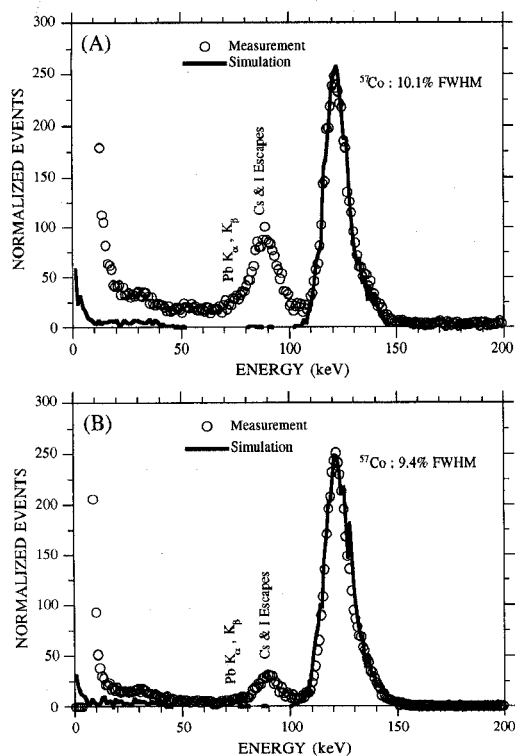 300
(A)
Measurement
Simulation
⁵⁷Co : 10.1% FWHM
250
200
150
100
50
0
NORMALIZED EVENTS
Pb Kα , Kβ
Cs & I Escapes
0 50 100 150 200
ENERGY (keV)
300
(B)
Measurement
Simulation
⁵⁷Co ; 9.4% FWHM
250
200
150
100
50
0
NORMALIZED EVENTS
Pb Kα , Kβ
Cs & I Escapes
0 50 100 150 200
ENERGY (keV)